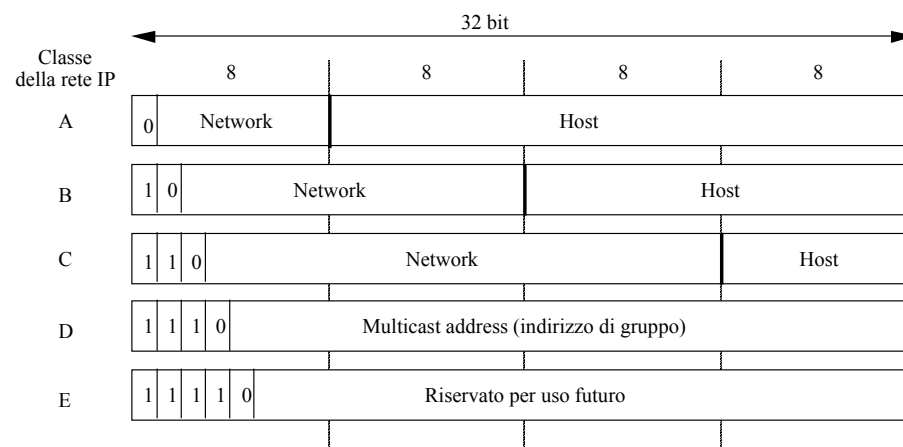 32 bit
Classe
della rete IP
8 8 8 8
A 0 Network Host
B 1 0 Network Host
C 1 1 0 Network Host
D 1 1 1 0 Multicast address (indirizzo di gruppo)
E 1 1 1 1 0 Riservato per uso futuro